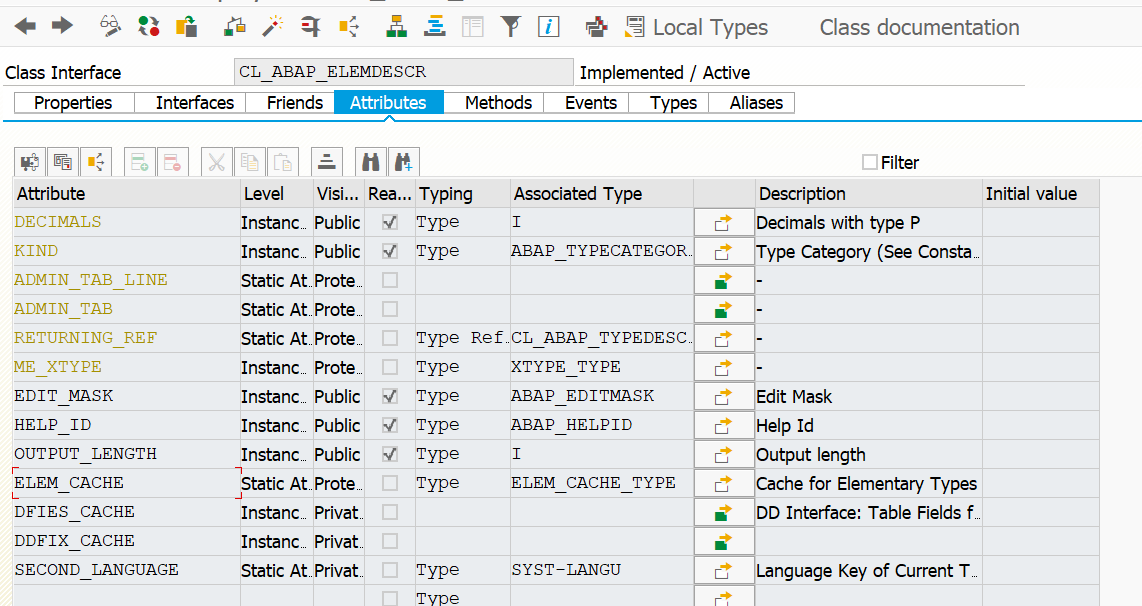 Local Types Class documentation
Class Interface CL_ABAP_ELEMDESCR Implemented / Active
Properties Interfaces Friends Attributes Methods Events Types Aliases
Filter
Attribute Level Visi... Rea... Typing Associated Type Description Initial value
DECIMALS Instanc.. Public Type I Decimals with type P
KIND Instanc.. Public Type ABAP_TYPECATEGOR.. Type Category (See Consta..
ADMIN_TAB_LINE Static At.. Prote.. -
ADMIN_TAB Static At.. Prote.. -
RETURNING_REF Static At.. Prote.. Type Ref.. CL_ABAP_TYPEDESC.. -
ME_XTYPE Instanc.. Prote.. Type XTYPE_TYPE -
EDIT_MASK Instanc.. Public Type ABAP_EDITMASK Edit Mask
HELP_ID Instanc.. Public Type ABAP_HELPID Help Id
OUTPUT_LENGTH Instanc.. Public Type I Output length
ELEM_CACHE Static At.. Prote.. Type ELEM_CACHE_TYPE Cache for Elementary Types
DFIES_CACHE Instanc.. Privat.. DD Interface: Table Fields f..
DDFIX_CACHE Instanc.. Privat..
SECOND_LANGUAGE Static At.. Privat.. Type SYST-LANGU Language Key of Current T..
Type